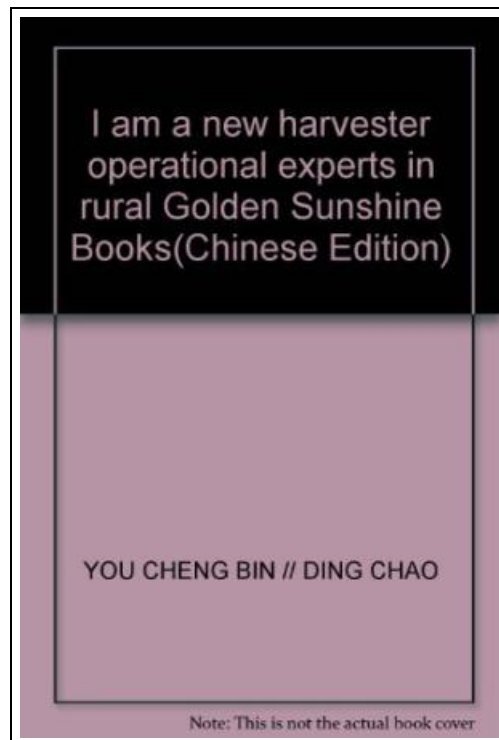 I am a new harvester
operational experts in
rural Golden Sunshine
Books(Chinese Edition)
YOU CHENG BIN // DING CHAO
Note: This is not the actual book cover